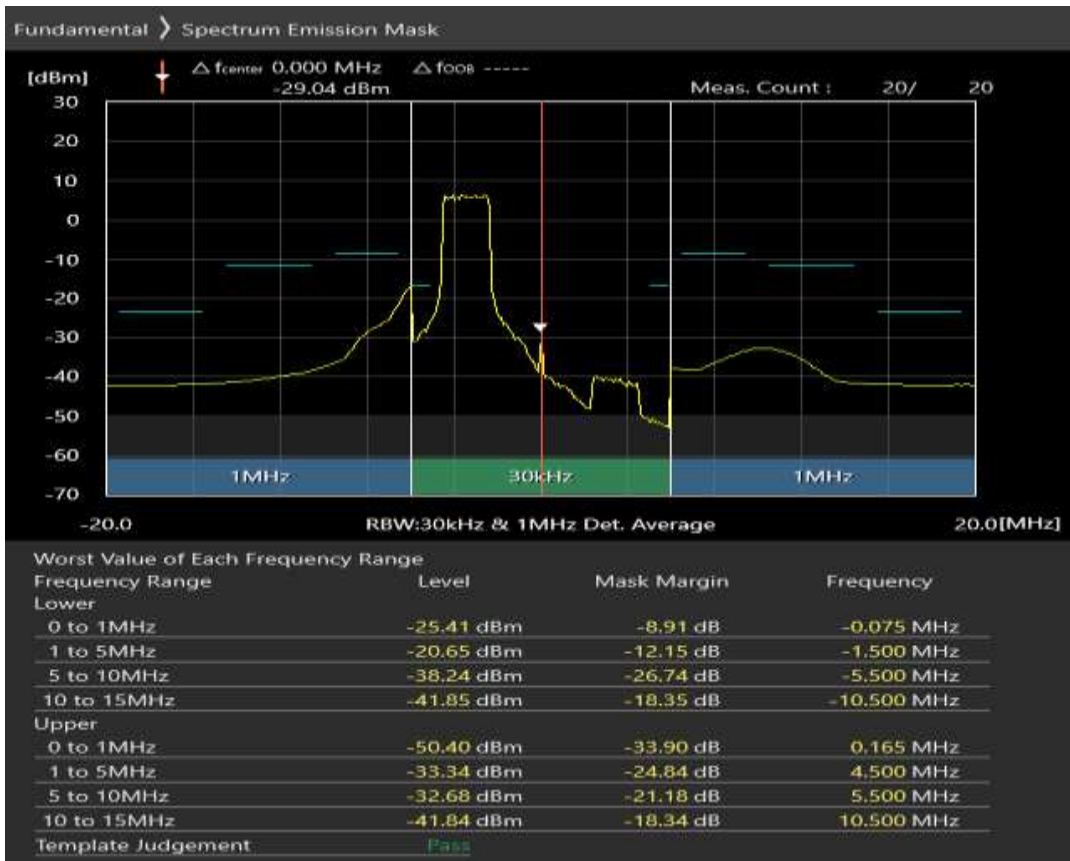 Fundamental 〉 Spectrum Emission Mask
[dBm]
△ fcenter 0.000 MHz △ fOOB -----
-29.04 dBm
Meas. Count : 20/ 20
30
20
10
0
-10
-20
-30
-40
-50
-60
-70
1MHz 30kHz 1MHz
-20.0 RBW:30kHz & 1MHz Det. Average 20.0[MHz]
Worst Value of Each Frequency Range
Frequency Range Level Mask Margin Frequency
Lower
0 to 1MHz -25.41 dBm -8.91 dB -0.075 MHz
1 to 5MHz -20.65 dBm -12.15 dB -1.500 MHz
5 to 10MHz -38.24 dBm -26.74 dB -5.500 MHz
10 to 15MHz -41.85 dBm -18.35 dB -10.500 MHz
Upper
0 to 1MHz -50.40 dBm -33.90 dB 0.165 MHz
1 to 5MHz -33.34 dBm -24.84 dB 4.500 MHz
5 to 10MHz -32.68 dBm -21.18 dB 5.500 MHz
10 to 15MHz -41.84 dBm -18.34 dB 10.500 MHz
Template Judgement Pass